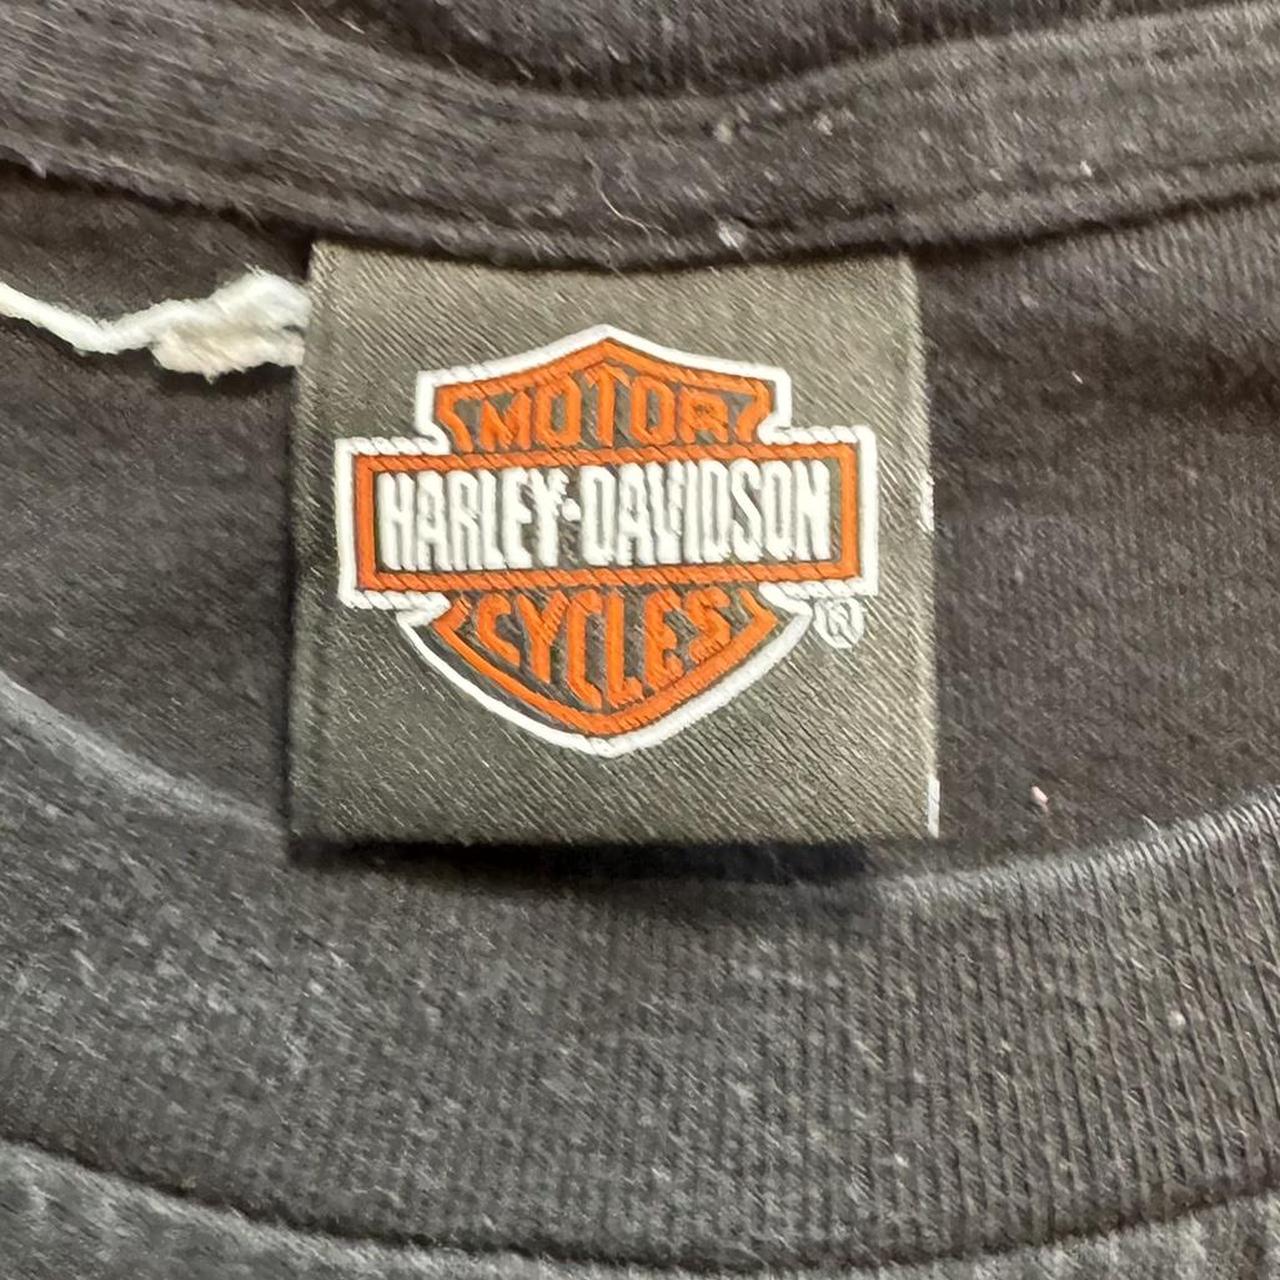 MOTOR
HARLEY-DAVIDSON
CYCLES
®